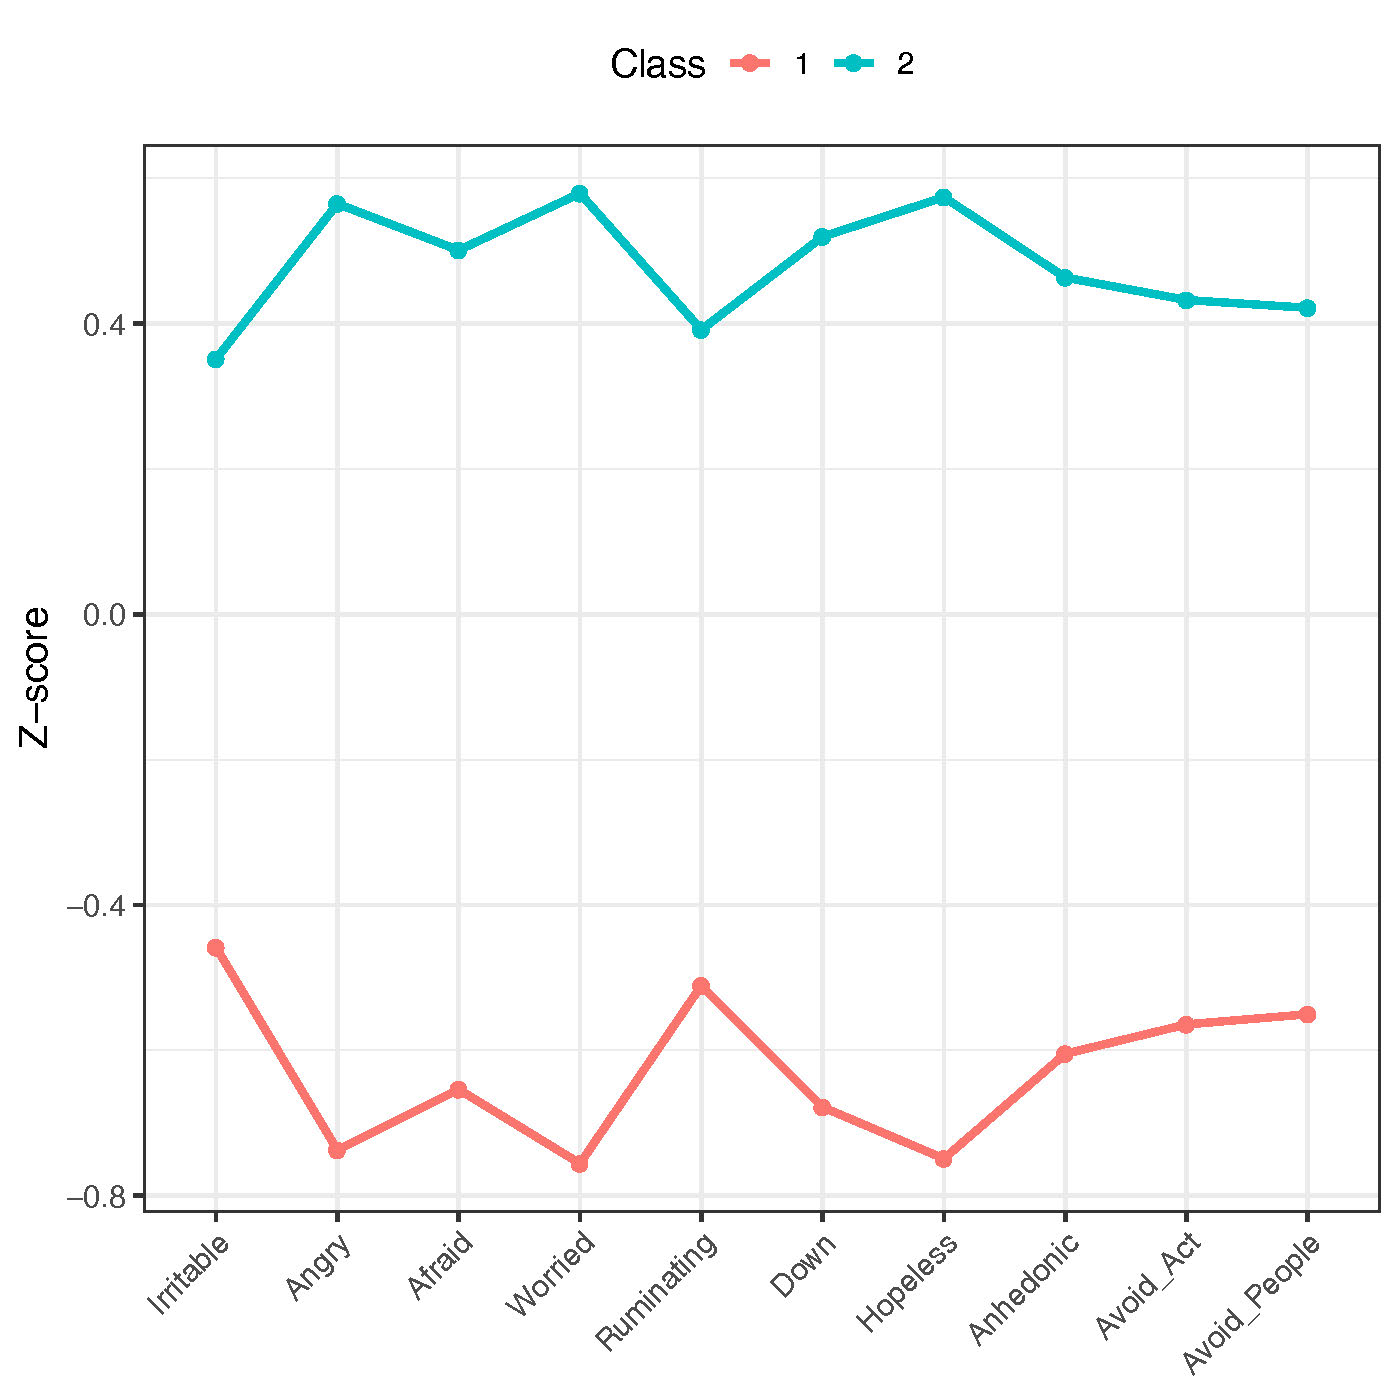 Class 1 2
Z−score
0.4
0.0
−0.4
−0.8
Irritable
Angry
Afraid
Worried
Ruminating
Down
Hopeless
Anhedonic
Avoid_Act
Avoid_People